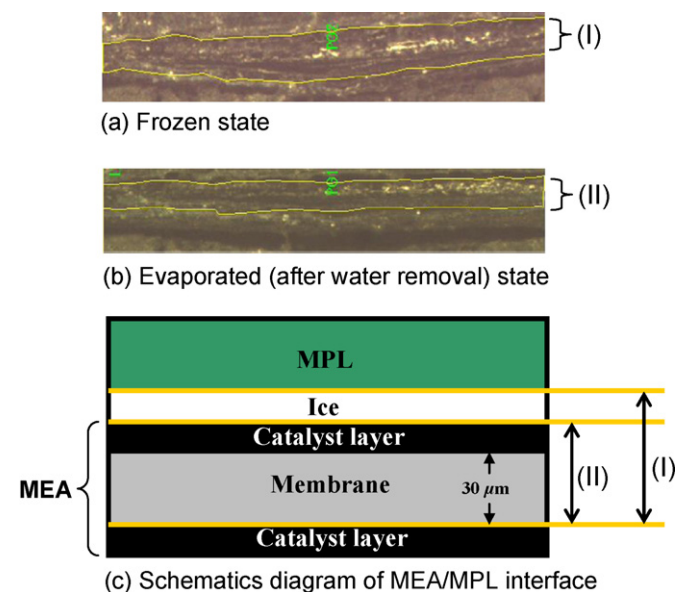 (I)
(a) Frozen state
(II)
(b) Evaporated (after water removal) state
MPL
Ice
Catalyst layer
MEA
Membrane
30 μm
(II)
(I)
Catalyst layer
(c) Schematics diagram of MEA/MPL interface